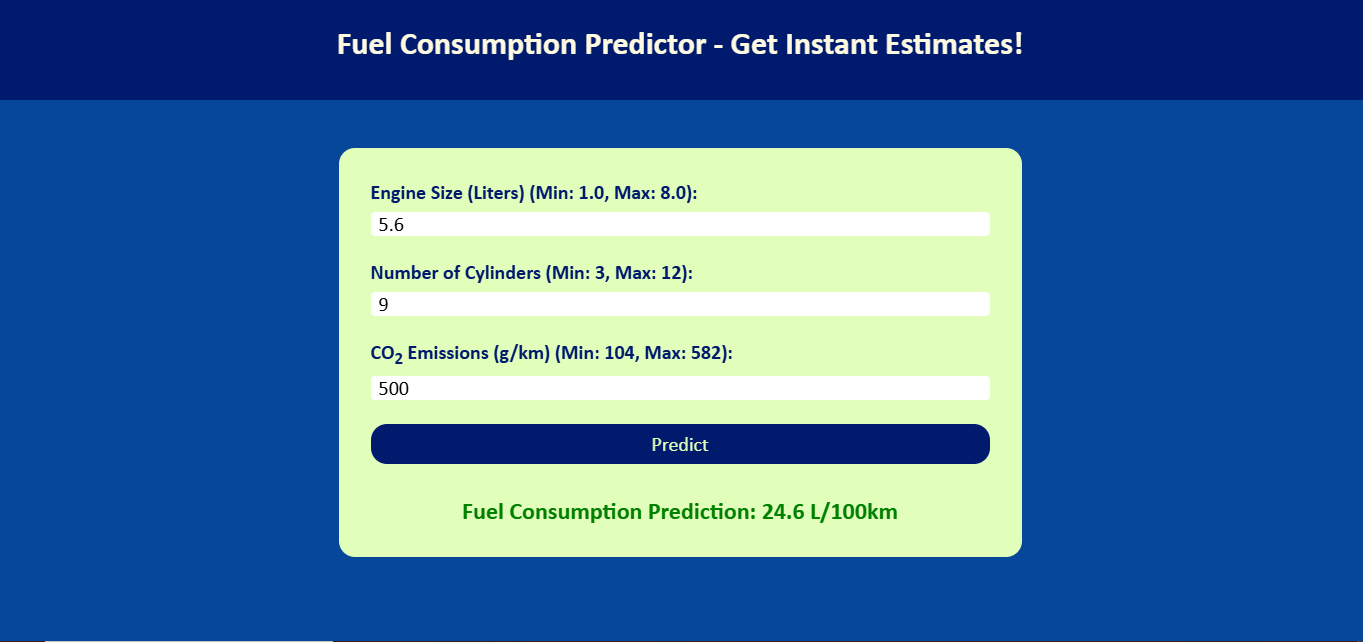 Fuel Consumption Predictor - Get Instant Estimates!
Engine Size (Liters) (Min: 1.0, Max: 8.0):
5.6
Number of Cylinders (Min: 3, Max: 12):
9
CO₂ Emissions (g/km) (Min: 104, Max: 582):
500
Predict
Fuel Consumption Prediction: 24.6 L/100km